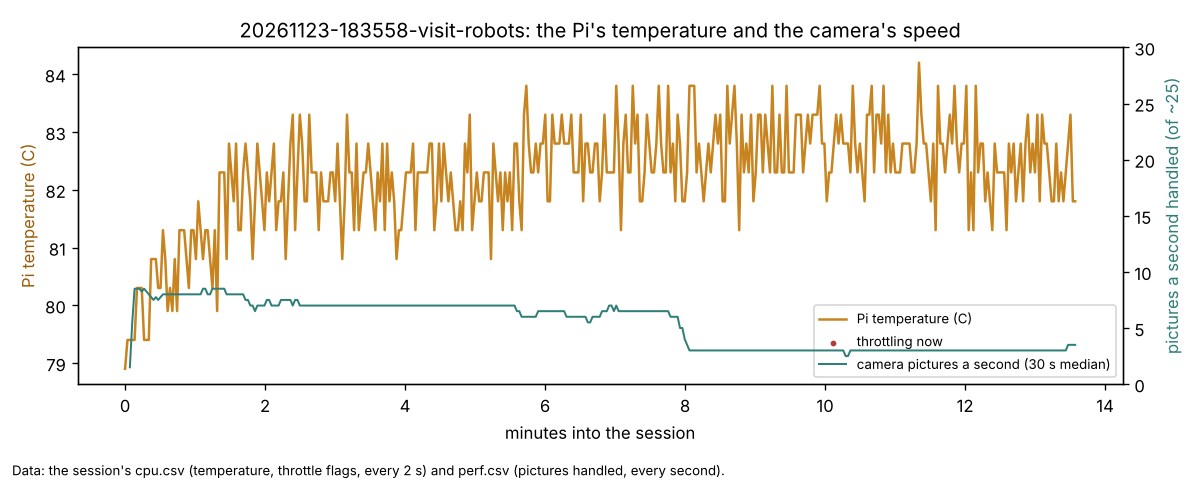 20261123-183558-visit-robots: the Pi's temperature and the camera's speed
Pi temperature (C)
84
83
82
81
80
79
30
25
20
15
10
5
0
pictures a second handled (of ~25)
Pi temperature (C)
throttling now
camera pictures a second (30 s median)
0 2 4 6 8 10 12 14
minutes into the session
Data: the session's cpu.csv (temperature, throttle flags, every 2 s) and perf.csv (pictures handled, every second).